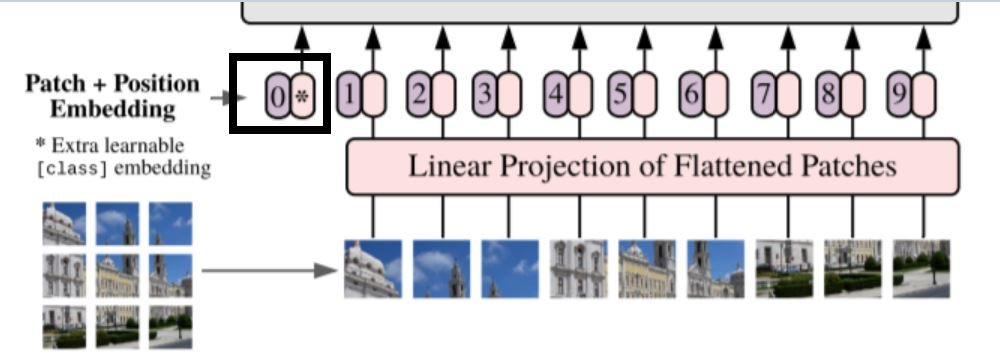 Patch + Position
Embedding
0 * 1 2 3 4 5 6 7 8 9
* Extra learnable
[class] embedding
Linear Projection of Flattened Patches